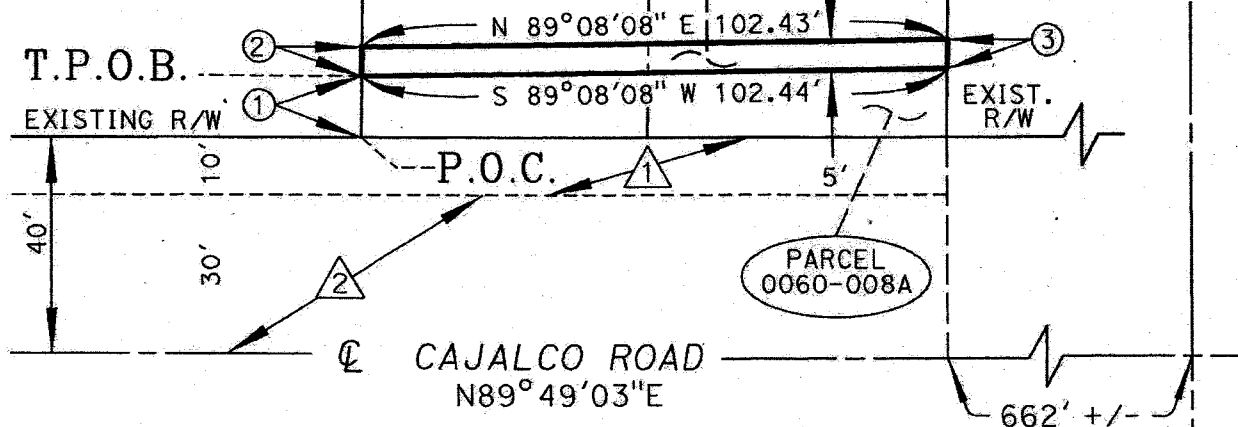 N 89°08'08" E 102.43'
2
3
T.P.O.B.
1
S 89°08'08" W 102.44'
EXIST.
R/W
EXISTING R/W
P.O.C.
10'
1
5'
40'
30'
2
PARCEL
0060-008A
℄ CAJALCO ROAD
N89°49'03"E
662' +/-